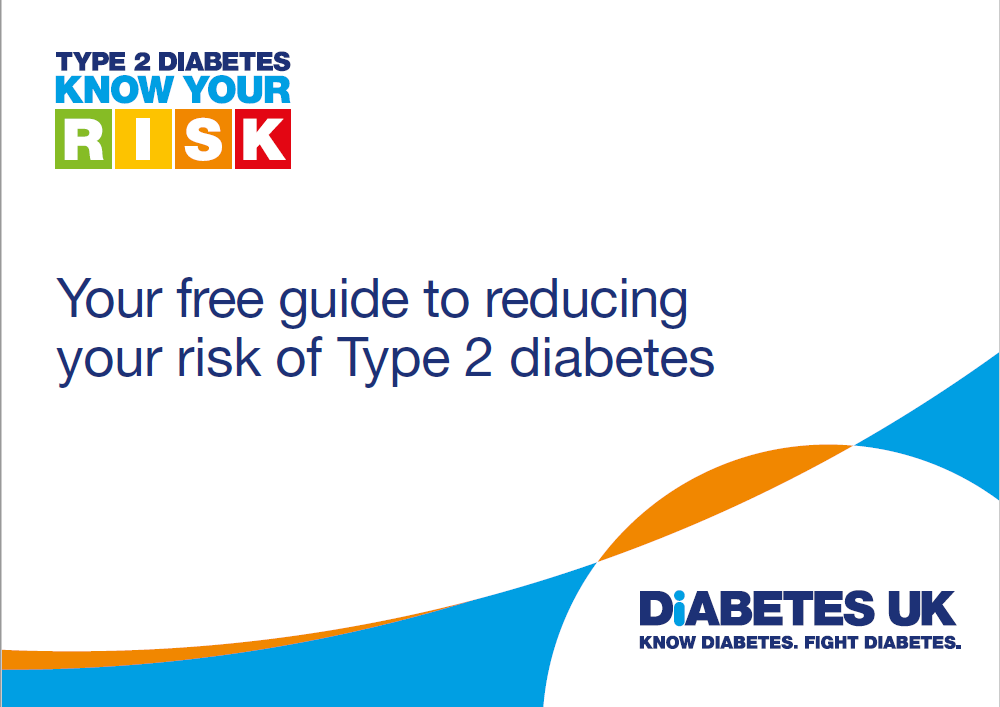 TYPE 2 DIABETES
KNOW YOUR
RISK
Your free guide to reducing
your risk of Type 2 diabetes
DiABETES UK
KNOW DIABETES. FIGHT DIABETES.